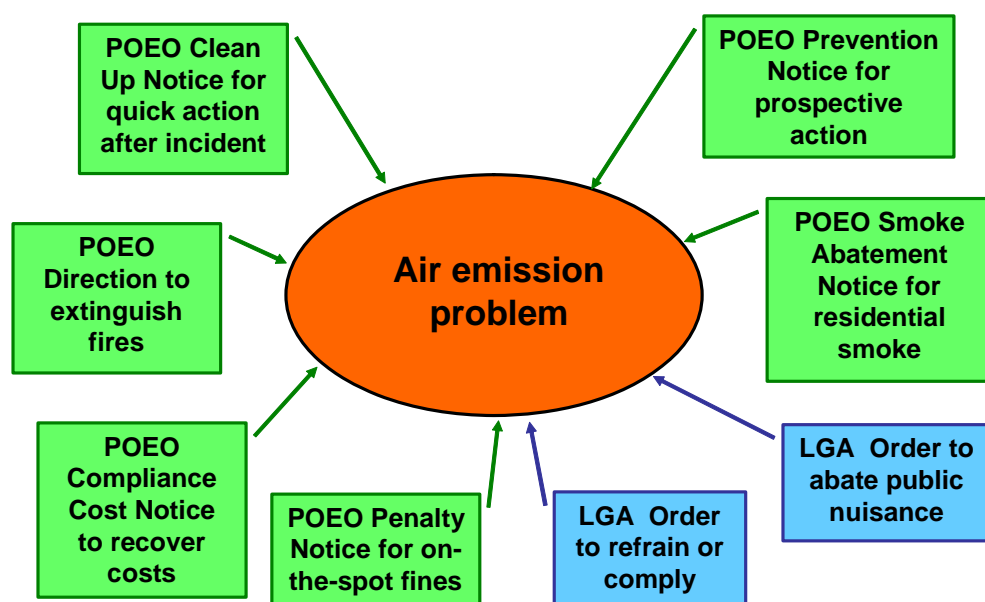 POEO Clean
Up Notice for
quick action
after incident
POEO Prevention
Notice for
prospective
action
POEO
Direction to
extinguish
fires
Air emission
problem
POEO Smoke
Abatement
Notice for
residential
smoke
POEO
Compliance
Cost Notice
to recover
costs
POEO Penalty
Notice for on-
the-spot fines
LGA  Order
to refrain or
comply
LGA  Order to
abate public
nuisance